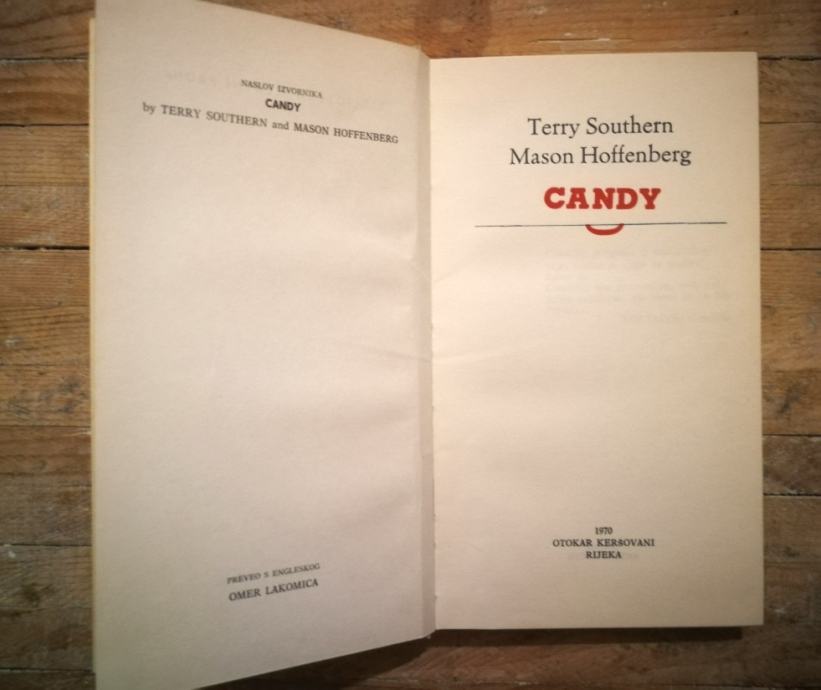 NASLOV IZVORNIKA
CANDY
by TERRY SOUTHERN and MASON HOFFENBERG
PREVEO S ENGLESKOG
OMER LAKOMICA
Terry Southern
Mason Hoffenberg
CANDY
1970
OTOKAR KERŠOVANI
RIJEKA